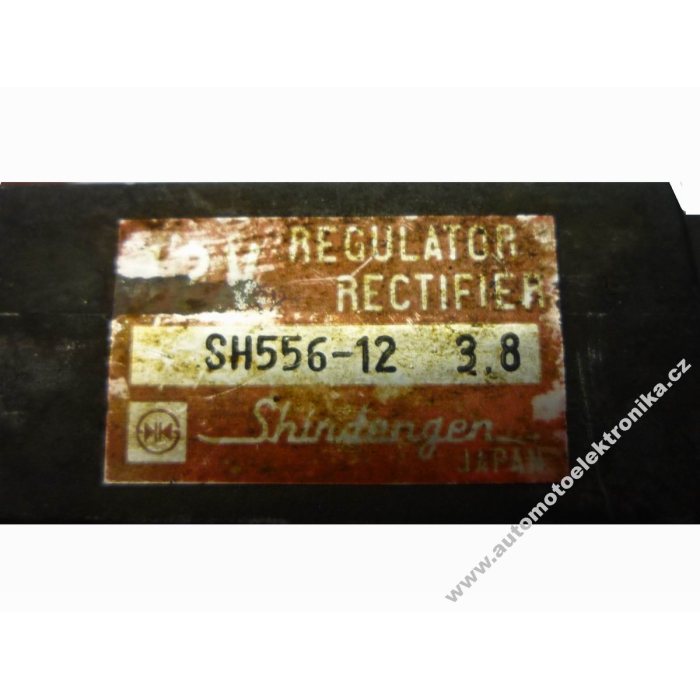 REGULATOR
RECTIFIER
SH556-12 3.8
Shindengen
JAPAN
www.automotoelektronika.cz